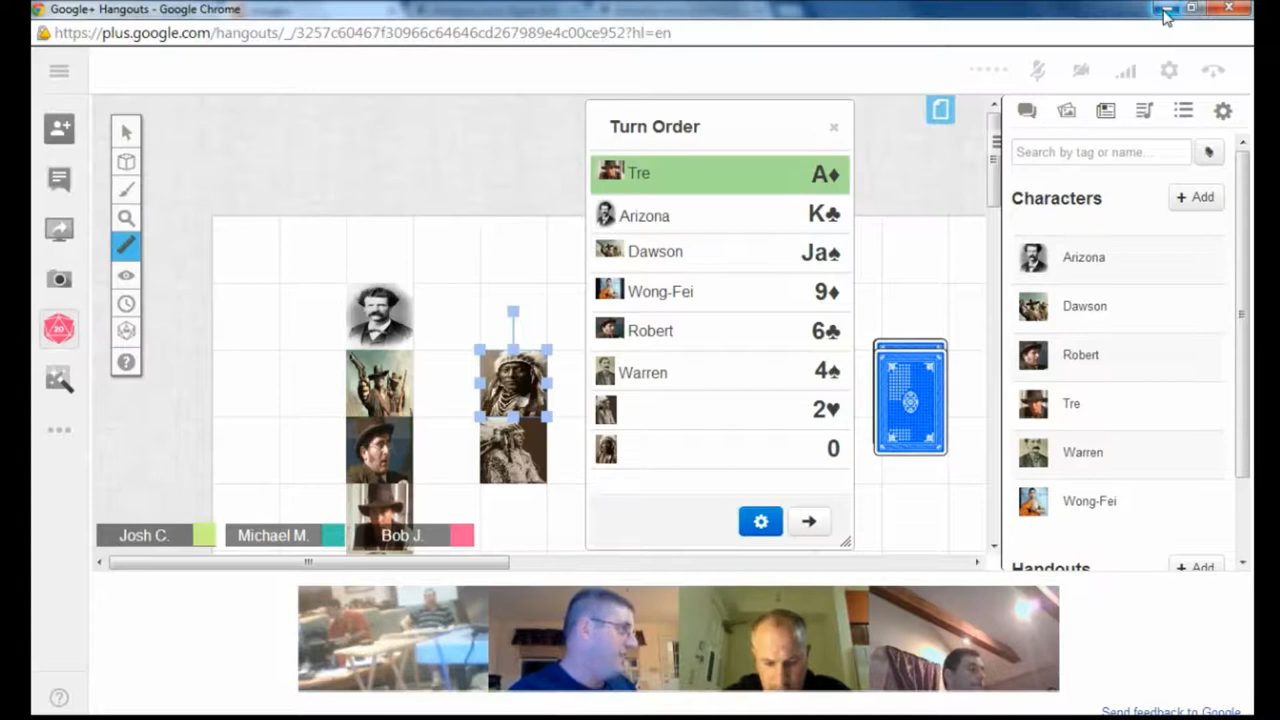 Google+ Hangouts - Google Chrome
https://plus.google.com/hangouts/_/3257c60467f30966c64646cd267989e4c00ce952?hl=en
Turn Order
Tre A♦
Arizona K♣
Dawson Ja♠
Wong-Fei 9♦
Robert 6♣
Warren 4♠
2♥
0
Search by tag or name...
Characters
+ Add
Arizona
Dawson
Robert
Tre
Warren
Wong-Fei
Handouts
+ Add
20
Josh C.
Michael M.
Bob J.
Send feedback to Google